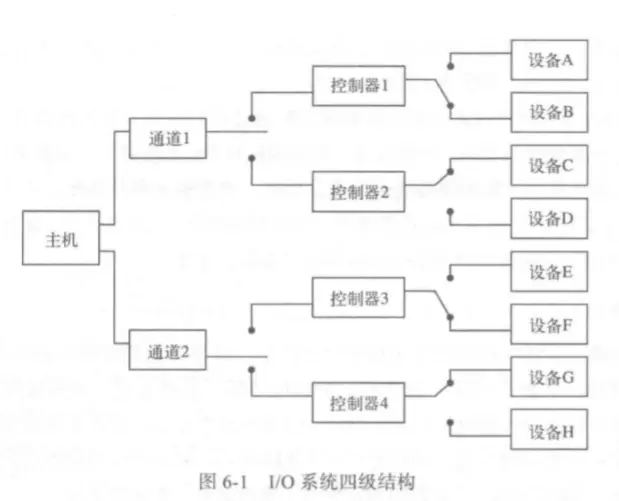 设备A
控制器1
设备B
通道1
设备C
控制器2
设备D
主机
设备E
控制器3
设备F
通道2
设备G
控制器4
设备H
图 6-1 I/O 系统四级结构